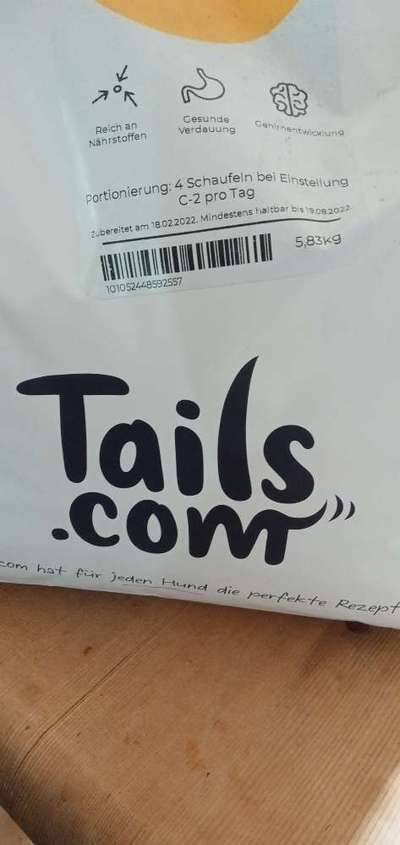 Reich an
Nährstoffen
Gesunde
Verdauung
Gehirnentwicklung
Portionierung: 4 Schaufeln bei Einstellung
C-2 pro Tag
Zubereitet am 18.02.2022. Mindestens haltbar bis 19.08.2022
5,83kg
101052448592557
Tails
.com
com hat für jeden Hund die perfekte Rezept